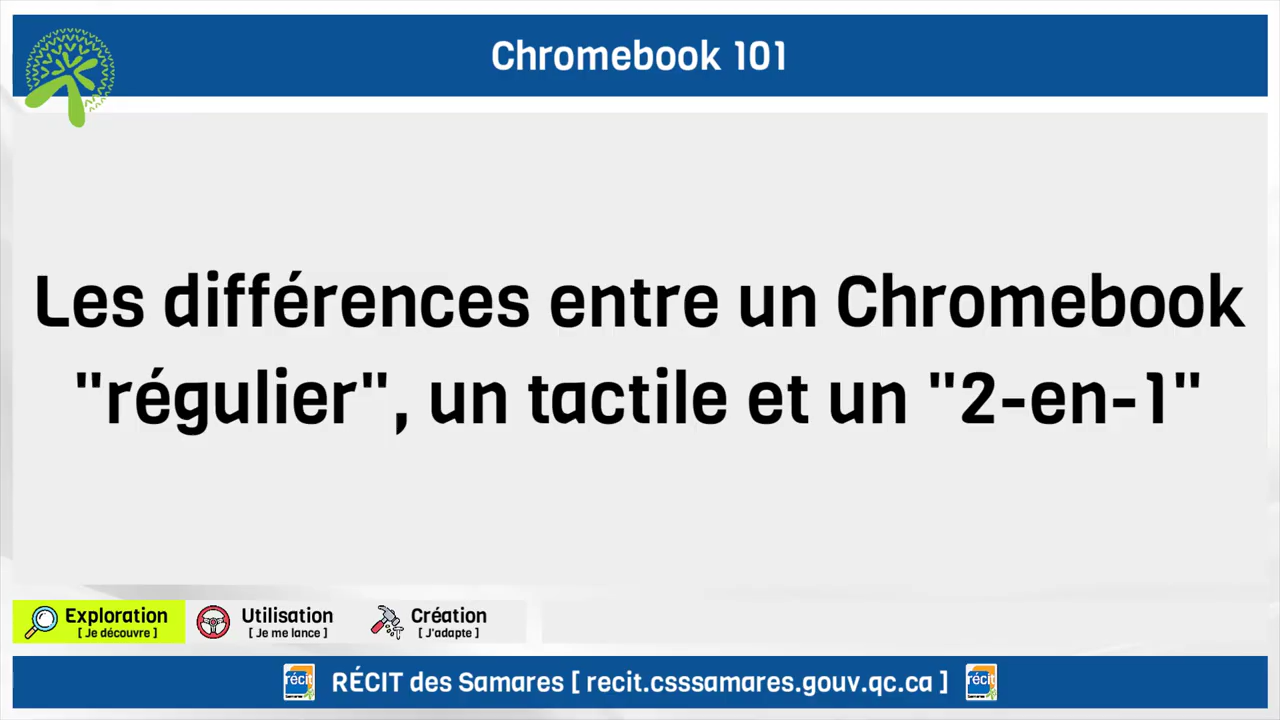 Chromebook 101
Les différences entre un Chromebook
"régulier", un tactile et un "2-en-1"
Exploration
[ Je découvre ]
Utilisation
[ Je me lance ]
Création
[ J'adapte ]
récit
RÉCIT des Samares [ recit.csssamares.gouv.qc.ca ]
récit